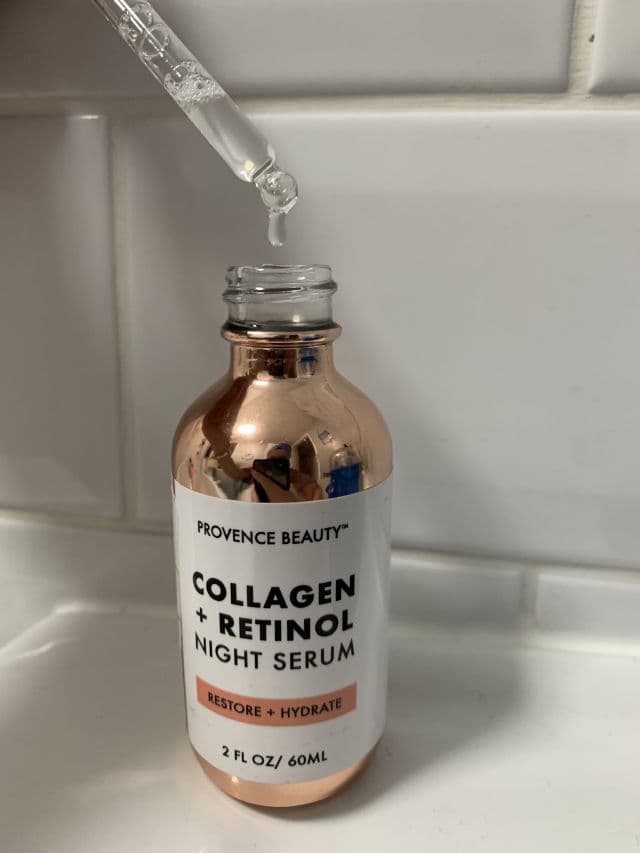 PROVENCE BEAUTY™
COLLAGEN
+ RETINOL
NIGHT SERUM
RESTORE + HYDRATE
2 FL OZ/ 60ML